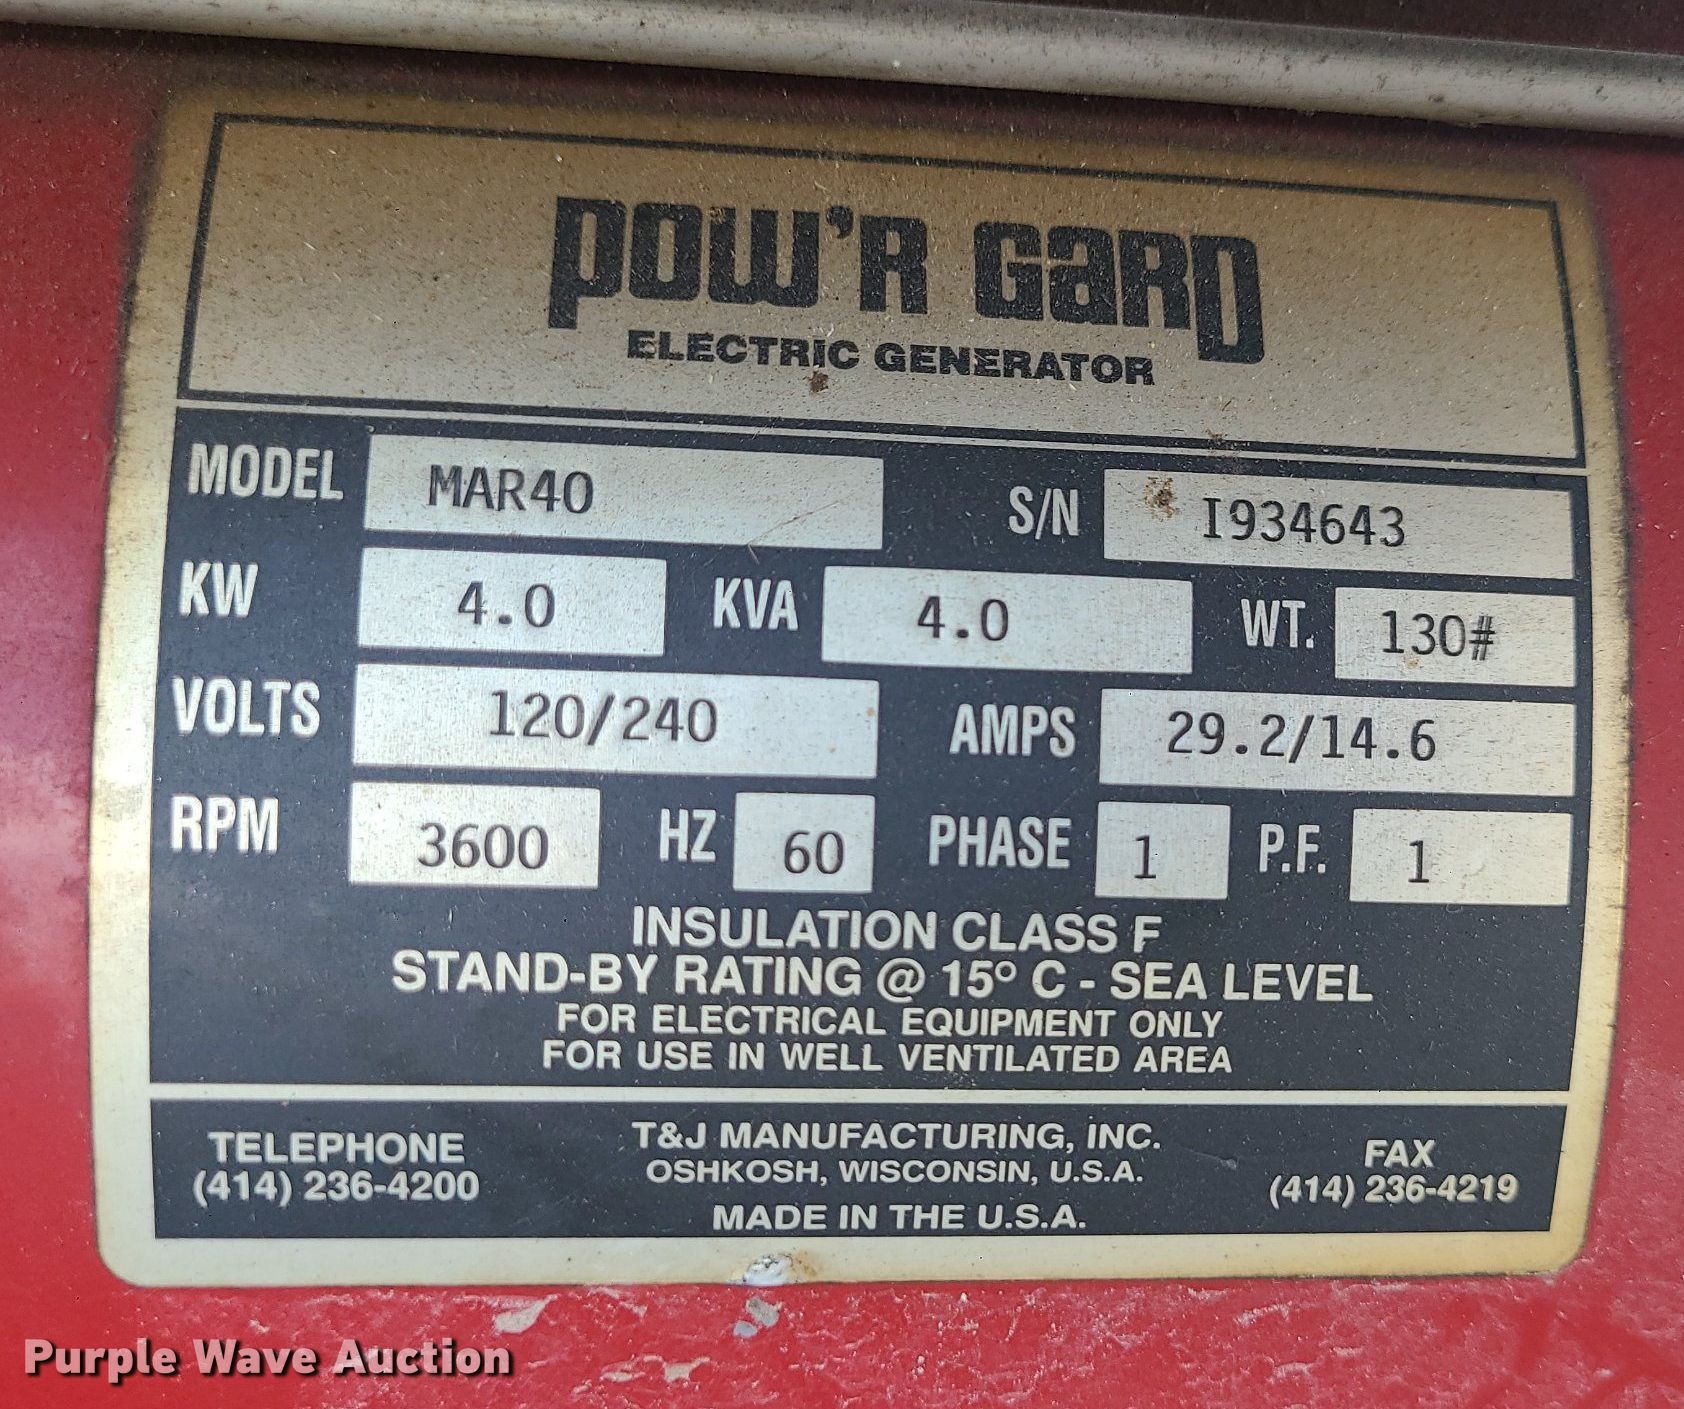 POW'R GARD
ELECTRIC GENERATOR
MODEL MAR40 S/N I934643
KW 4.0 KVA 4.0 WT. 130#
VOLTS 120/240 AMPS 29.2/14.6
RPM 3600 HZ 60 PHASE 1 P.F. 1
INSULATION CLASS F
STAND-BY RATING @ 15° C - SEA LEVEL
FOR ELECTRICAL EQUIPMENT ONLY
FOR USE IN WELL VENTILATED AREA
TELEPHONE
(414) 236-4200
T&J MANUFACTURING, INC.
OSHKOSH, WISCONSIN, U.S.A.
MADE IN THE U.S.A.
FAX
(414) 236-4219
Purple Wave Auction